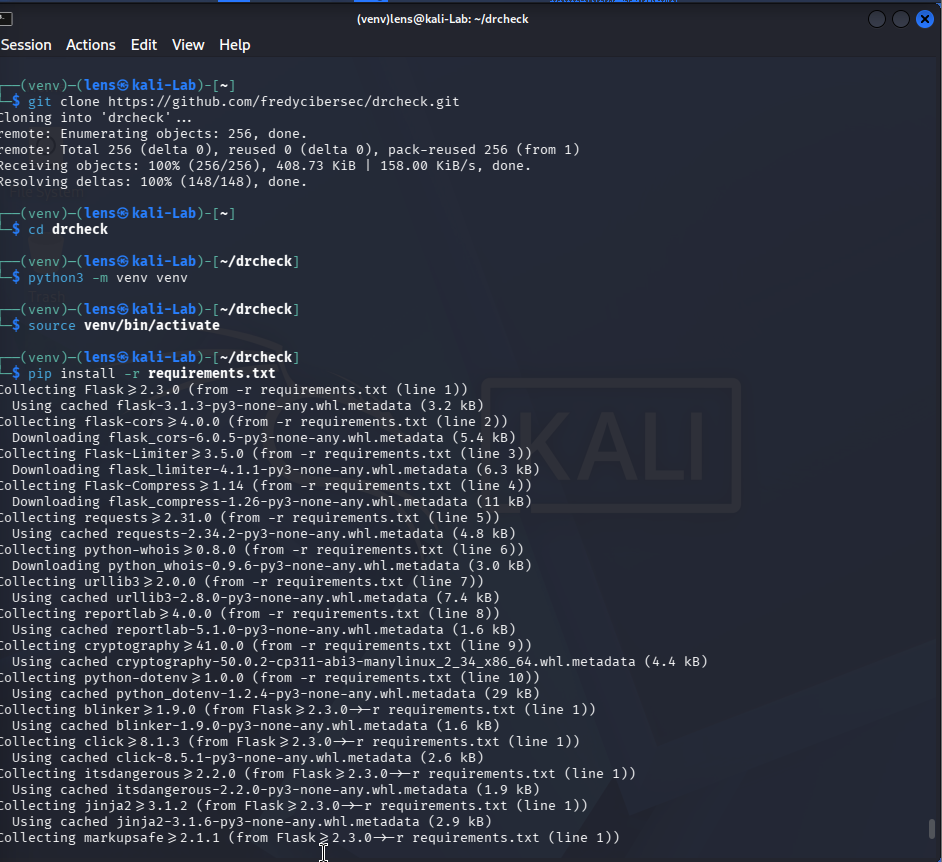 (venv)lens@kali-Lab: ~/drcheck
Session Actions Edit View Help
──(venv)─(lens㉿kali-Lab)-[~]
─$ git clone https://github.com/fredycibersec/drcheck.git
Cloning into 'drcheck'...
remote: Enumerating objects: 256, done.
remote: Total 256 (delta 0), reused 0 (delta 0), pack-reused 256 (from 1)
Receiving objects: 100% (256/256), 408.73 KiB | 158.00 KiB/s, done.
Resolving deltas: 100% (148/148), done.
──(venv)─(lens㉿kali-Lab)-[~]
─$ cd drcheck
──(venv)─(lens㉿kali-Lab)-[~/drcheck]
─$ python3 -m venv venv
──(venv)─(lens㉿kali-Lab)-[~/drcheck]
─$ source venv/bin/activate
──(venv)─(lens㉿kali-Lab)-[~/drcheck]
─$ pip install -r requirements.txt
Collecting Flask≥2.3.0 (from -r requirements.txt (line 1))
Using cached flask-3.1.3-py3-none-any.whl.metadata (3.2 kB)
Collecting flask-cors≥4.0.0 (from -r requirements.txt (line 2))
Downloading flask_cors-6.0.5-py3-none-any.whl.metadata (5.4 kB)
Collecting Flask-Limiter≥3.5.0 (from -r requirements.txt (line 3))
Downloading flask_limiter-4.1.1-py3-none-any.whl.metadata (6.3 kB)
Collecting Flask-Compress≥1.14 (from -r requirements.txt (line 4))
Downloading flask_compress-1.26-py3-none-any.whl.metadata (11 kB)
Collecting requests≥2.31.0 (from -r requirements.txt (line 5))
Using cached requests-2.34.2-py3-none-any.whl.metadata (4.8 kB)
Collecting python-whois≥0.8.0 (from -r requirements.txt (line 6))
Downloading python_whois-0.9.6-py3-none-any.whl.metadata (3.0 kB)
Collecting urllib3≥2.0.0 (from -r requirements.txt (line 7))
Using cached urllib3-2.8.0-py3-none-any.whl.metadata (7.4 kB)
Collecting reportlab≥4.0.0 (from -r requirements.txt (line 8))
Using cached reportlab-5.1.0-py3-none-any.whl.metadata (1.6 kB)
Collecting cryptography≥41.0.0 (from -r requirements.txt (line 9))
Using cached cryptography-50.0.2-cp311-abi3-manylinux_2_34_x86_64.whl.metadata (4.4 kB)
Collecting python-dotenv≥1.0.0 (from -r requirements.txt (line 10))
Using cached python_dotenv-1.2.4-py3-none-any.whl.metadata (29 kB)
Collecting blinker≥1.9.0 (from Flask≥2.3.0->-r requirements.txt (line 1))
Using cached blinker-1.9.0-py3-none-any.whl.metadata (1.6 kB)
Collecting click≥8.1.3 (from Flask≥2.3.0->-r requirements.txt (line 1))
Using cached click-8.5.1-py3-none-any.whl.metadata (2.6 kB)
Collecting itsdangerous≥2.2.0 (from Flask≥2.3.0->-r requirements.txt (line 1))
Using cached itsdangerous-2.2.0-py3-none-any.whl.metadata (1.9 kB)
Collecting jinja2≥3.1.2 (from Flask≥2.3.0->-r requirements.txt (line 1))
Using cached jinja2-3.1.6-py3-none-any.whl.metadata (2.9 kB)
Collecting markupsafe≥2.1.1 (from Flask≥2.3.0->-r requirements.txt (line 1))
KALI